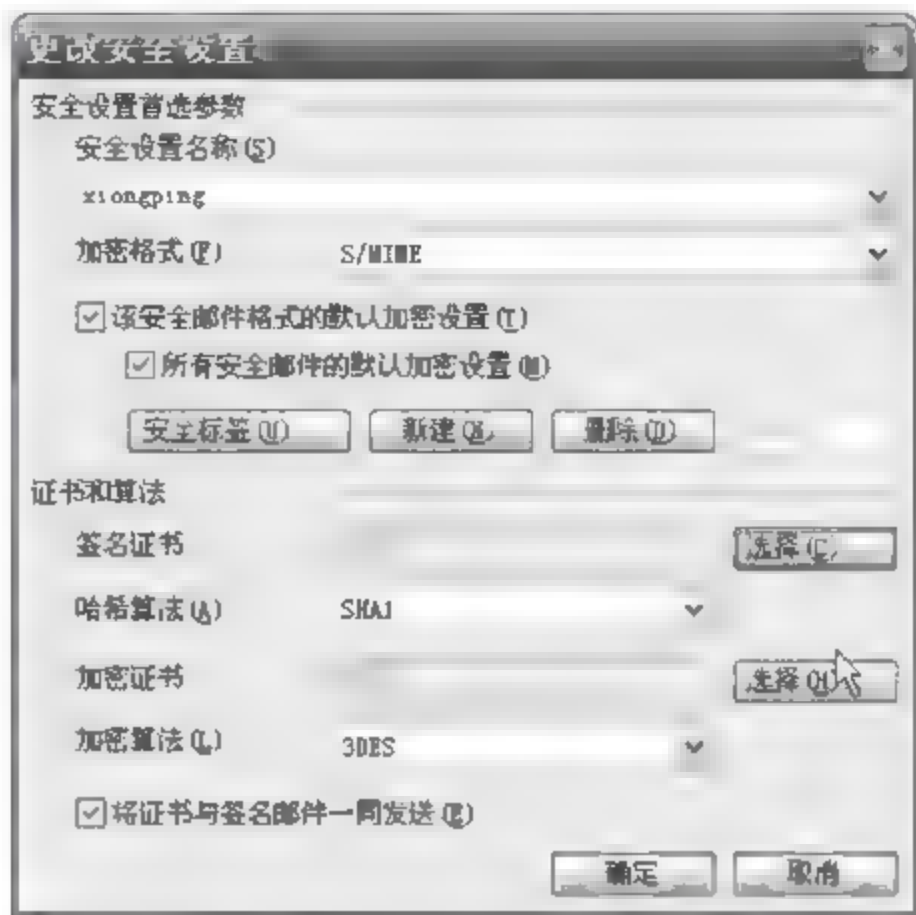 更改安全设置
安全设置首选参数
安全设置名称(S)
xiongping
加密格式(F) S/MIME
该安全邮件格式的默认加密设置(T)
所有安全邮件的默认加密设置(M)
安全标签(U) 新建(N) 删除(D)
证书和算法
签名证书 选择(C)
哈希算法(A) SHA1
加密证书 选择(H)
加密算法(L) 3DES
将证书与签名邮件一同发送(E)
确定 取消